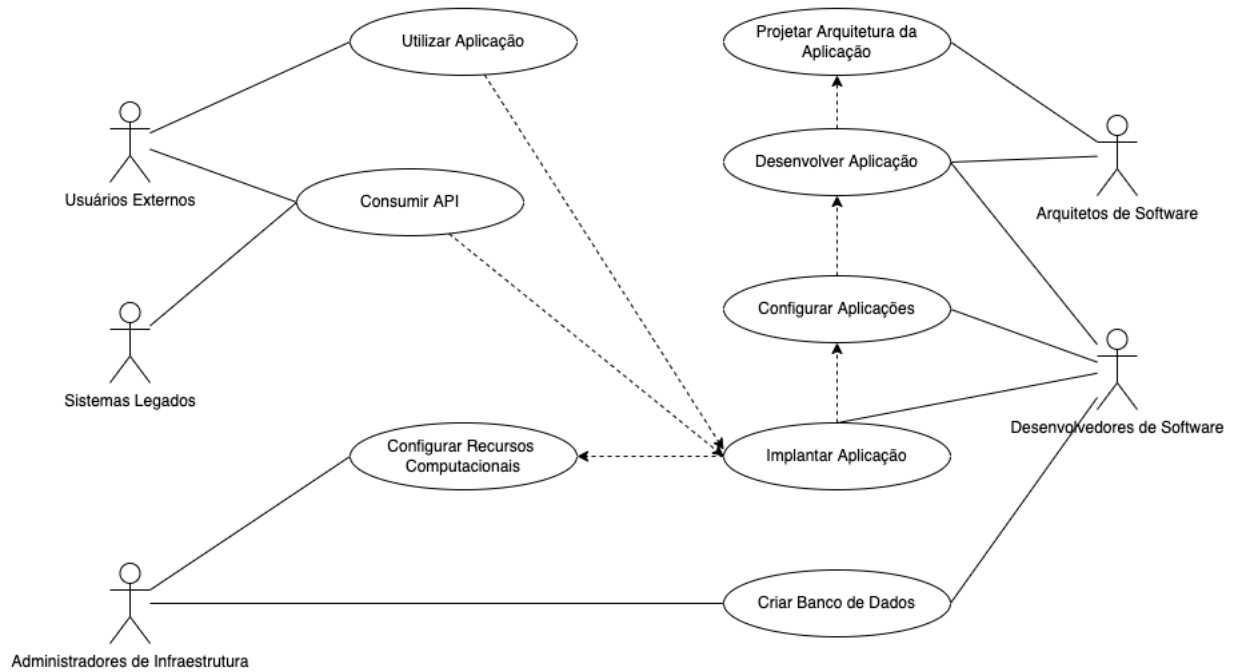 Utilizar Aplicação
Projetar Arquitetura da
Aplicação
Desenvolver Aplicação
Usuários Externos
Consumir API
Arquitetos de Software
Configurar Aplicações
Sistemas Legados
Desenvolvedores de Software
Configurar Recursos
Computacionais
Implantar Aplicação
Criar Banco de Dados
Administradores de Infraestrutura